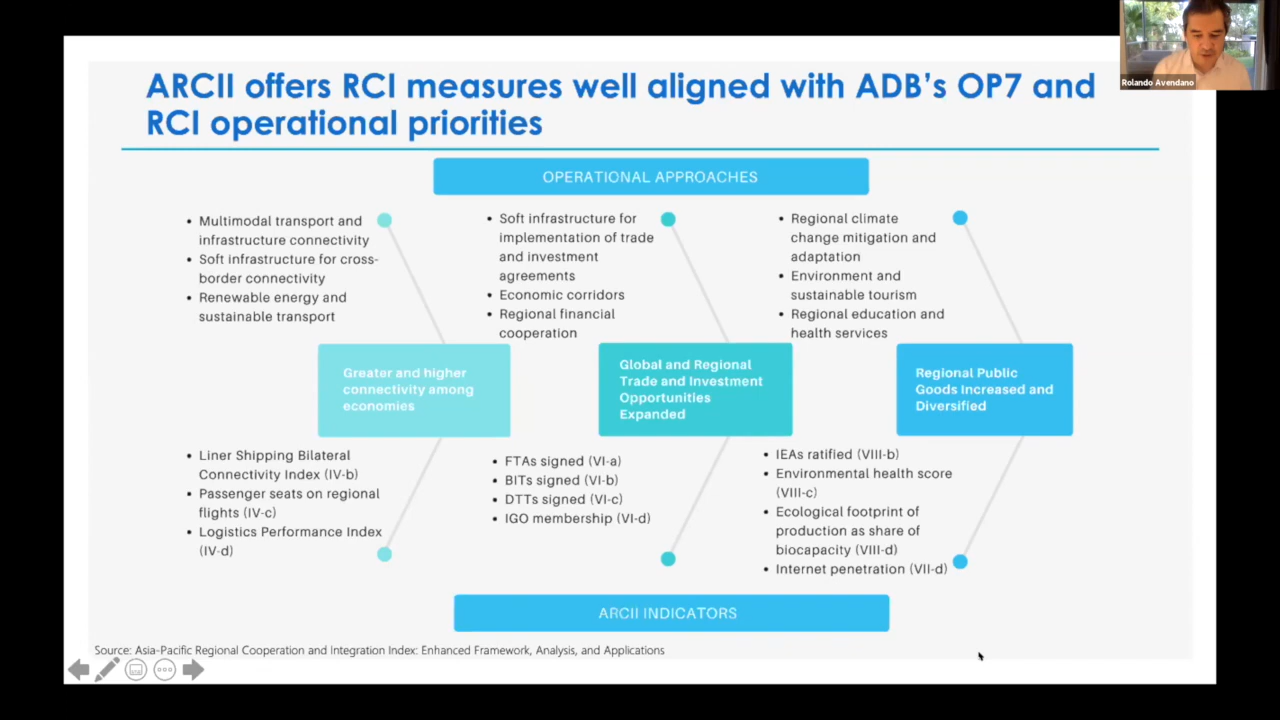 ARCII offers RCI measures well aligned with ADB's OP7 and
RCI operational priorities
Rolando Avendano
OPERATIONAL APPROACHES
• Multimodal transport and
infrastructure connectivity
• Soft infrastructure for cross-
border connectivity
• Renewable energy and
sustainable transport
• Soft infrastructure for
implementation of trade
and investment
agreements
• Economic corridors
• Regional financial
cooperation
• Regional climate
change mitigation and
adaptation
• Environment and
sustainable tourism
• Regional education and
health services
Greater and higher
connectivity among
economies
Global and Regional
Trade and Investment
Opportunities
Expanded
Regional Public
Goods Increased and
Diversified
• Liner Shipping Bilateral
Connectivity Index (IV-b)
• Passenger seats on regional
flights (IV-c)
• Logistics Performance Index
(IV-d)
• FTAs signed (VI-a)
• BITs signed (VI-b)
• DTTs signed (VI-c)
• IGO membership (VI-d)
• IEAs ratified (VIII-b)
• Environmental health score
(VIII-c)
• Ecological footprint of
production as share of
biocapacity (VIII-d)
• Internet penetration (VII-d)
ARCII INDICATORS
Source: Asia-Pacific Regional Cooperation and Integration Index: Enhanced Framework, Analysis, and Applications